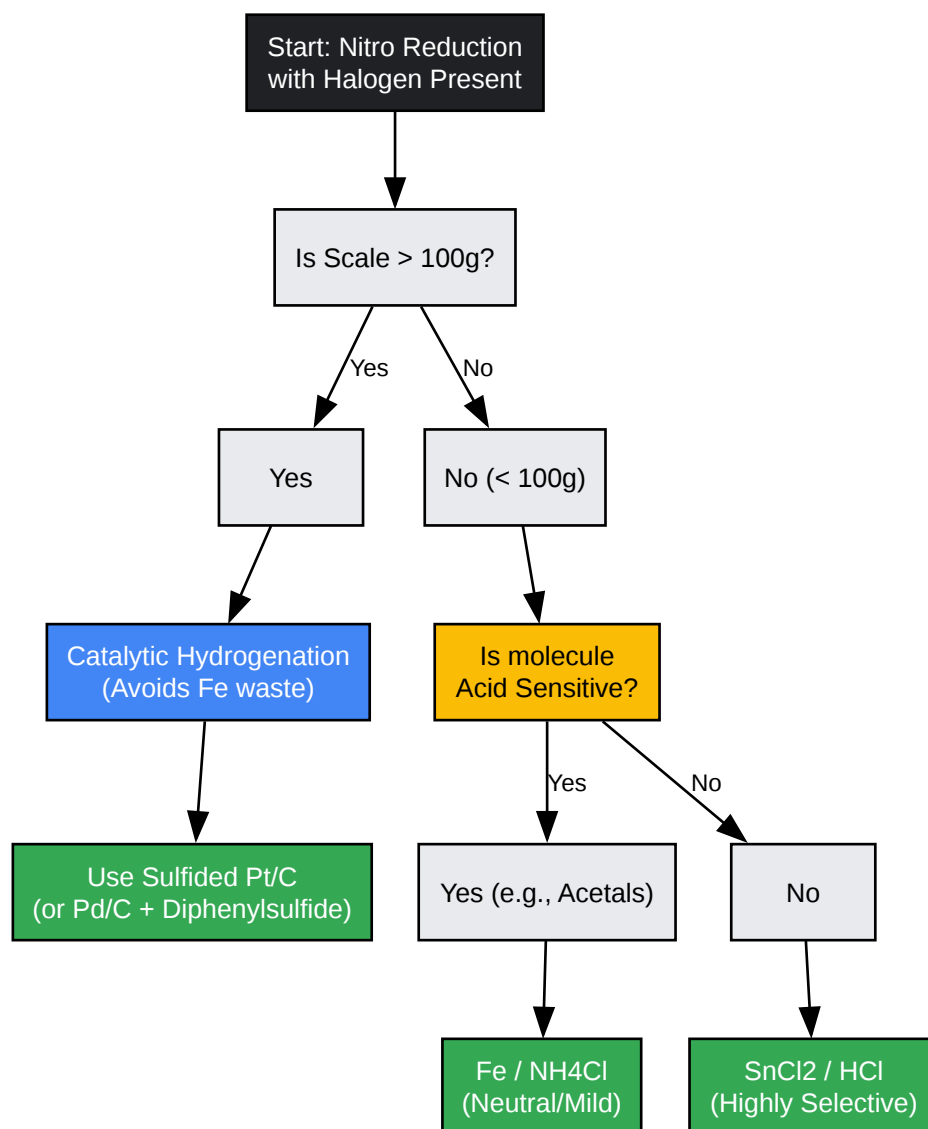 Start: Nitro Reduction
with Halogen Present
Is Scale > 100g?
Yes
No
Yes
No (< 100g)
Catalytic Hydrogenation
(Avoids Fe waste)
Is molecule
Acid Sensitive?
Yes
No
Use Sulfided Pt/C
(or Pd/C + Diphenylsulfide)
Yes (e.g., Acetals)
No
Fe / NH4Cl
(Neutral/Mild)
SnCl2 / HCl
(Highly Selective)